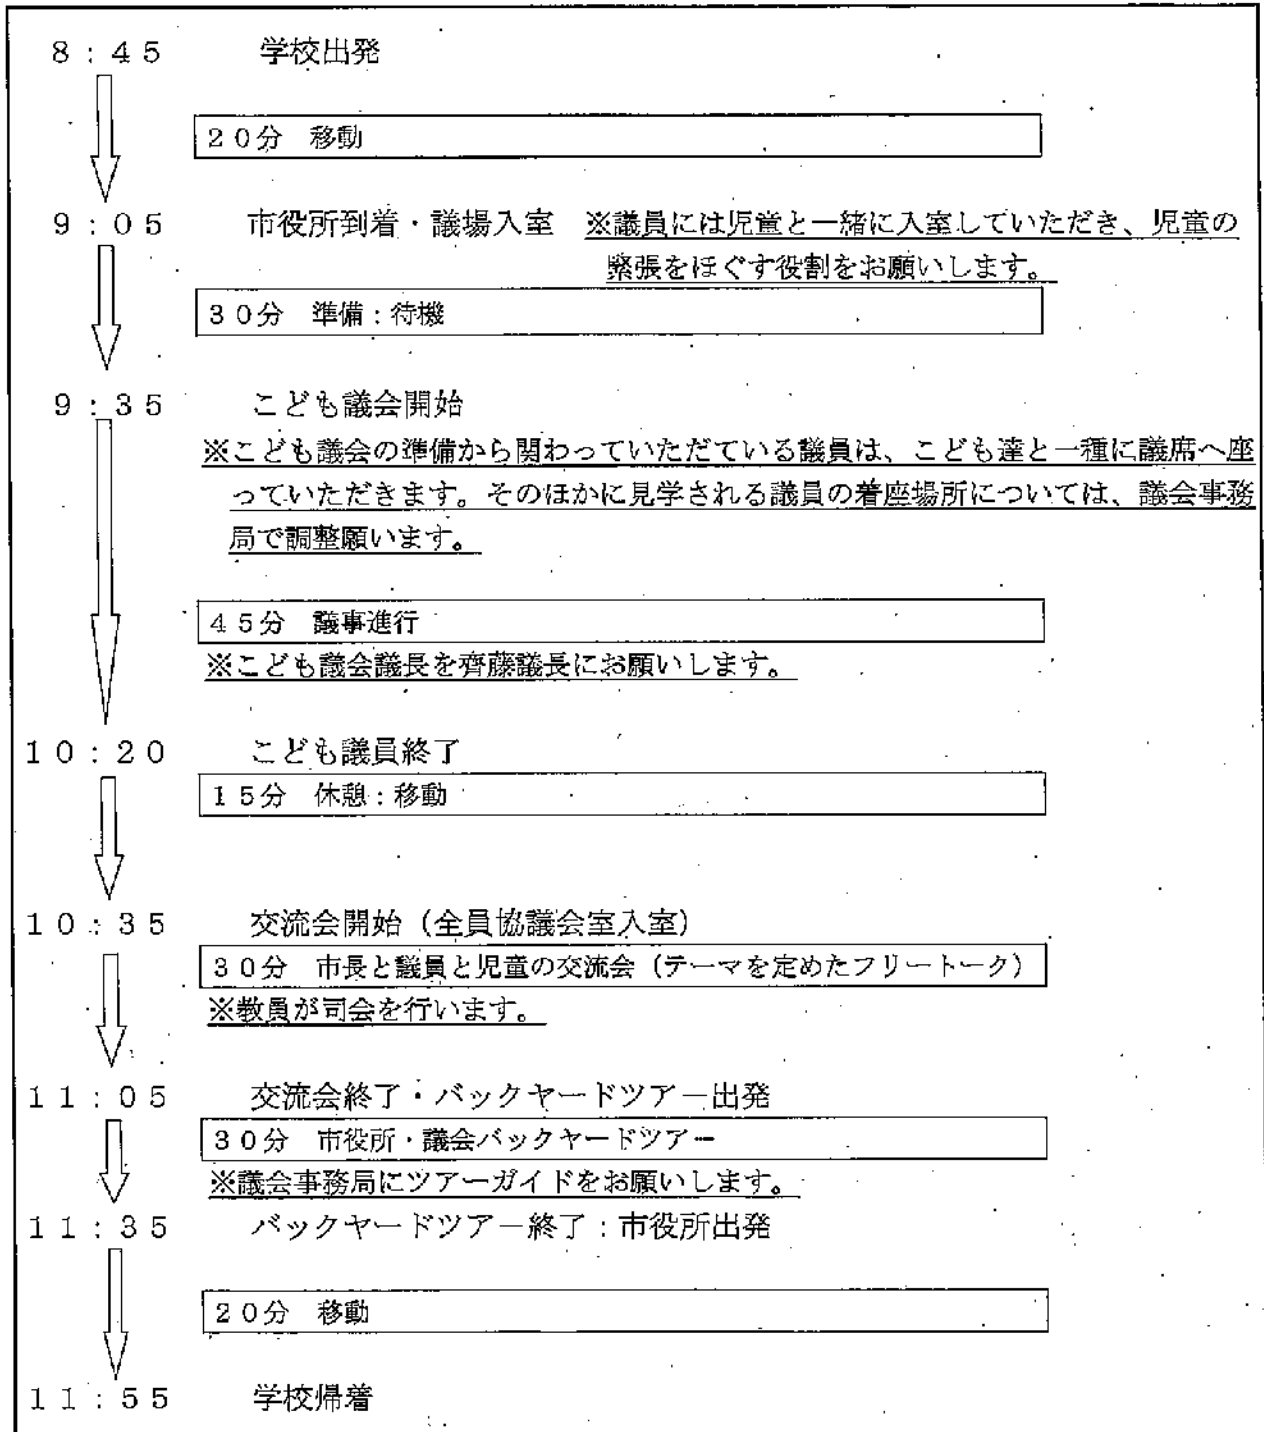 8：45　学校出発
20分　移動
9：05　市役所到着・議場入室　※議員には児童と一緒に入室していただき、児童の
緊張をほぐす役割をお願いします。
30分　準備：待機
9：35　こども議会開始
※こども議会の準備から関わっていただている議員は、こども達と一種に議席へ座
っていただきます。そのほかに見学される議員の着座場所については、議会事務
局で調整願います。
45分　議事進行
※こども議会議長を齊藤議長にお願いします。
10：20　こども議員終了
15分　休憩：移動
10：35　交流会開始（全員協議会室入室）
30分　市長と議員と児童の交流会（テーマを定めたフリートーク）
※教員が司会を行います。
11：05　交流会終了・バックヤードツアー出発
30分　市役所・議会バックヤードツアー
※議会事務局にツアーガイドをお願いします。
11：35　バックヤードツアー終了：市役所出発
20分　移動
11：55　学校帰着